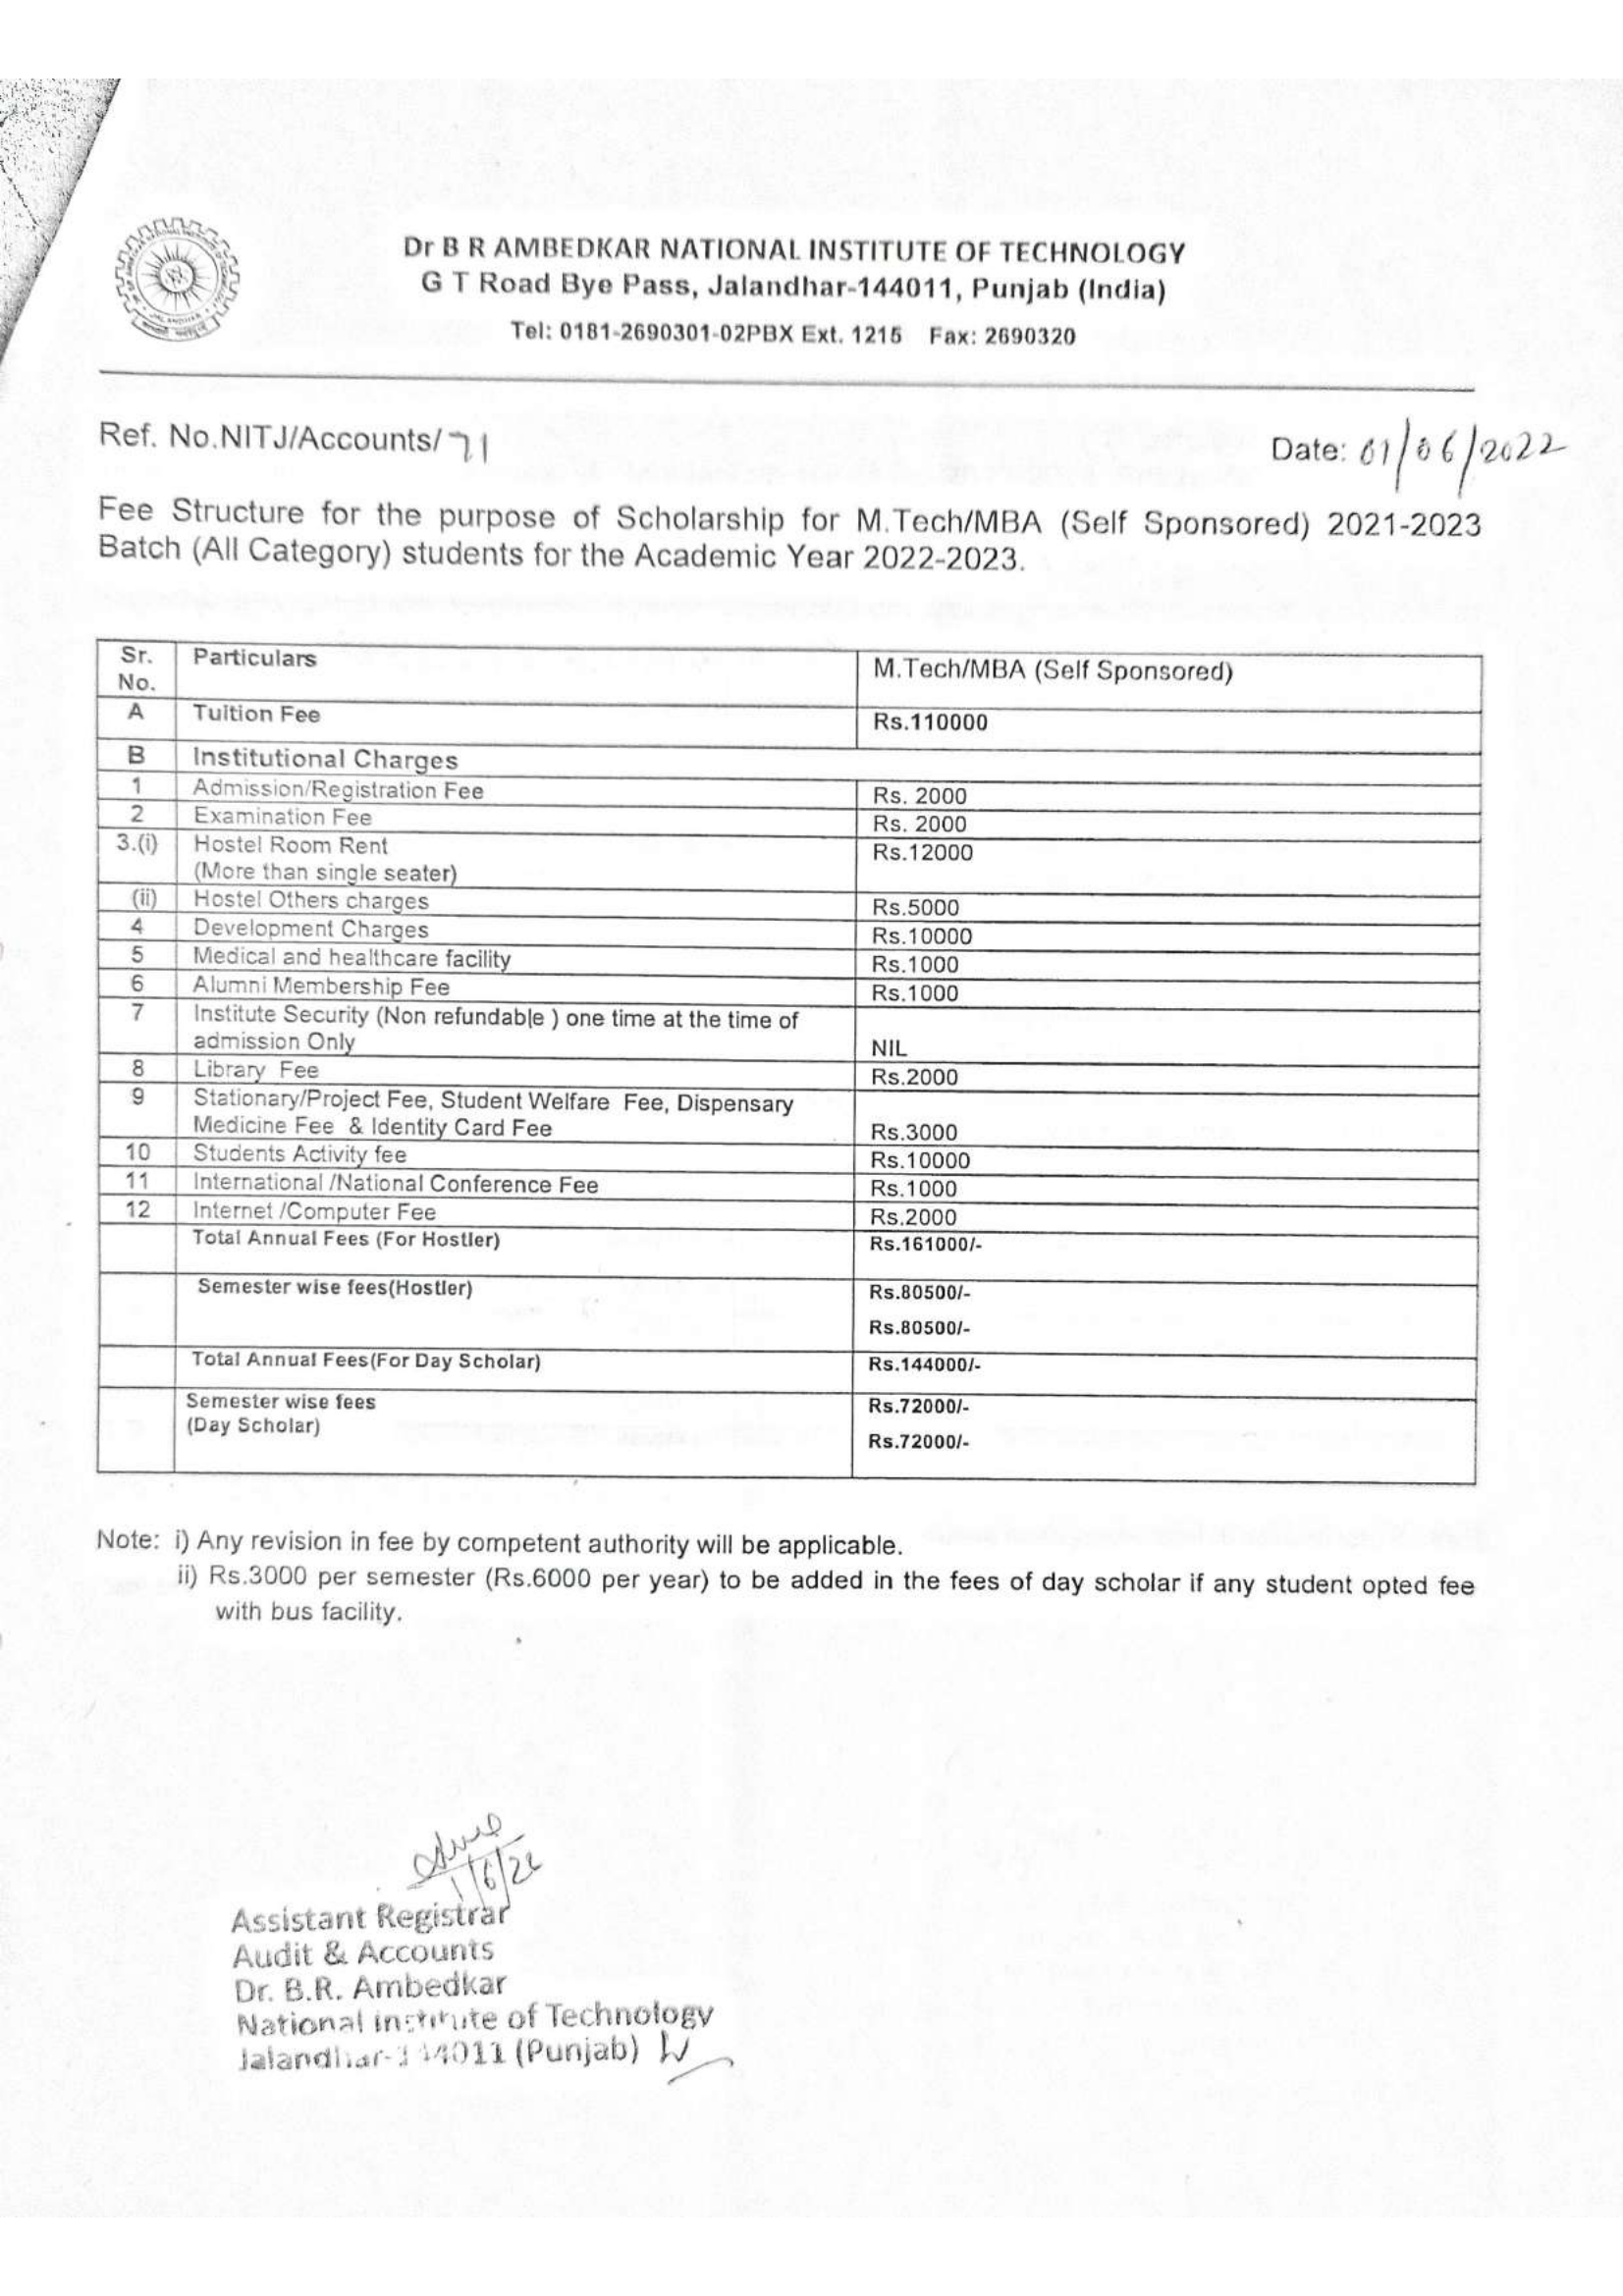 Dr B R AMBEDKAR NATIONAL INSTITUTE OF TECHNOLOGY
G T Road Bye Pass, Jalandhar-144011, Punjab (India)
Tel: 0181-2690301-02PBX Ext. 1215 Fax: 2690320
Ref. No.NITJ/Accounts/71
Date: 01/06/2022
Fee Structure for the purpose of Scholarship for M.Tech/MBA (Self Sponsored) 2021-2023
Batch (All Category) students for the Academic Year 2022-2023.
Sr. No. Particulars M.Tech/MBA (Self Sponsored)
A Tuition Fee Rs.110000
B Institutional Charges
1 Admission/Registration Fee Rs. 2000
2 Examination Fee Rs. 2000
3.(i) Hostel Room Rent Rs.12000
(More than single seater)
(ii) Hostel Others charges Rs.5000
4 Development Charges Rs.10000
5 Medical and healthcare facility Rs.1000
6 Alumni Membership Fee Rs.1000
7 Institute Security (Non refundable ) one time at the time of
admission Only NIL
8 Library Fee Rs.2000
9 Stationary/Project Fee, Student Welfare Fee, Dispensary
Medicine Fee & Identity Card Fee Rs.3000
10 Students Activity fee Rs.10000
11 International /National Conference Fee Rs.1000
12 Internet /Computer Fee Rs.2000
Total Annual Fees (For Hostler) Rs.161000/-
Semester wise fees(Hostler) Rs.80500/-
Rs.80500/-
Total Annual Fees(For Day Scholar) Rs.144000/-
Semester wise fees Rs.72000/-
(Day Scholar)
Rs.72000/-
Note: i) Any revision in fee by competent authority will be applicable.
ii) Rs.3000 per semester (Rs.6000 per year) to be added in the fees of day scholar if any student opted fee
with bus facility.
Assistant Registrar
Audit & Accounts
Dr. B.R. Ambedkar
National Institute of Technology
Jalandhar-144011 (Punjab)